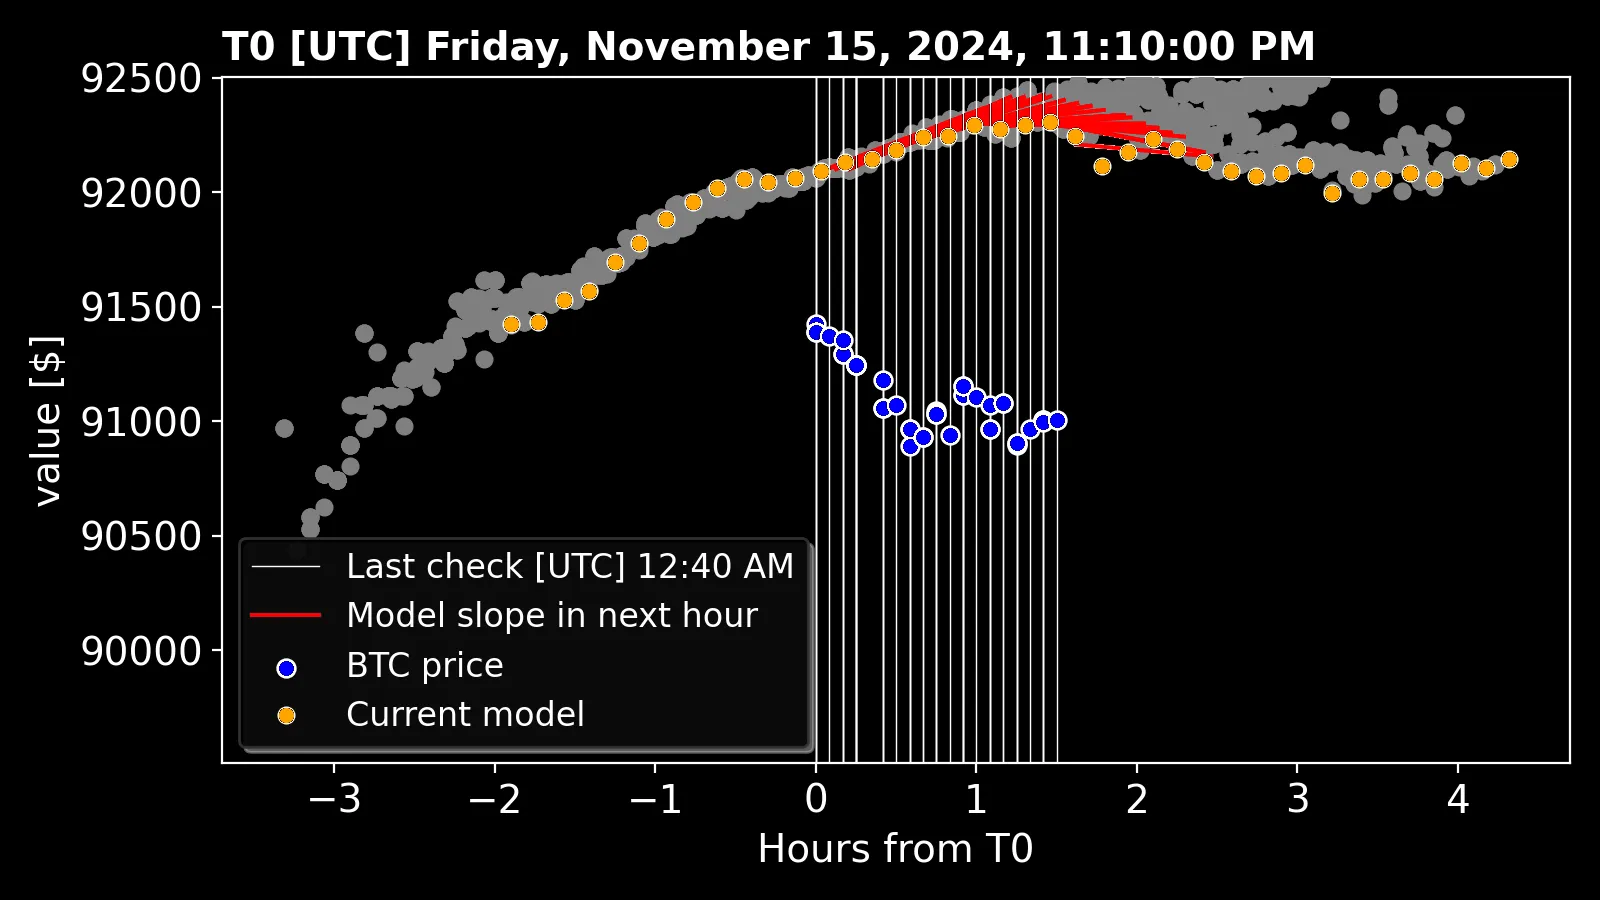 T0 [UTC] Friday, November 15, 2024, 11:10:00 PM
92500
92000
91500
91000
90500
90000
value [$]
Last check [UTC] 12:40 AM
Model slope in next hour
BTC price
Current model
−3 −2 −1 0 1 2 3 4
Hours from T0